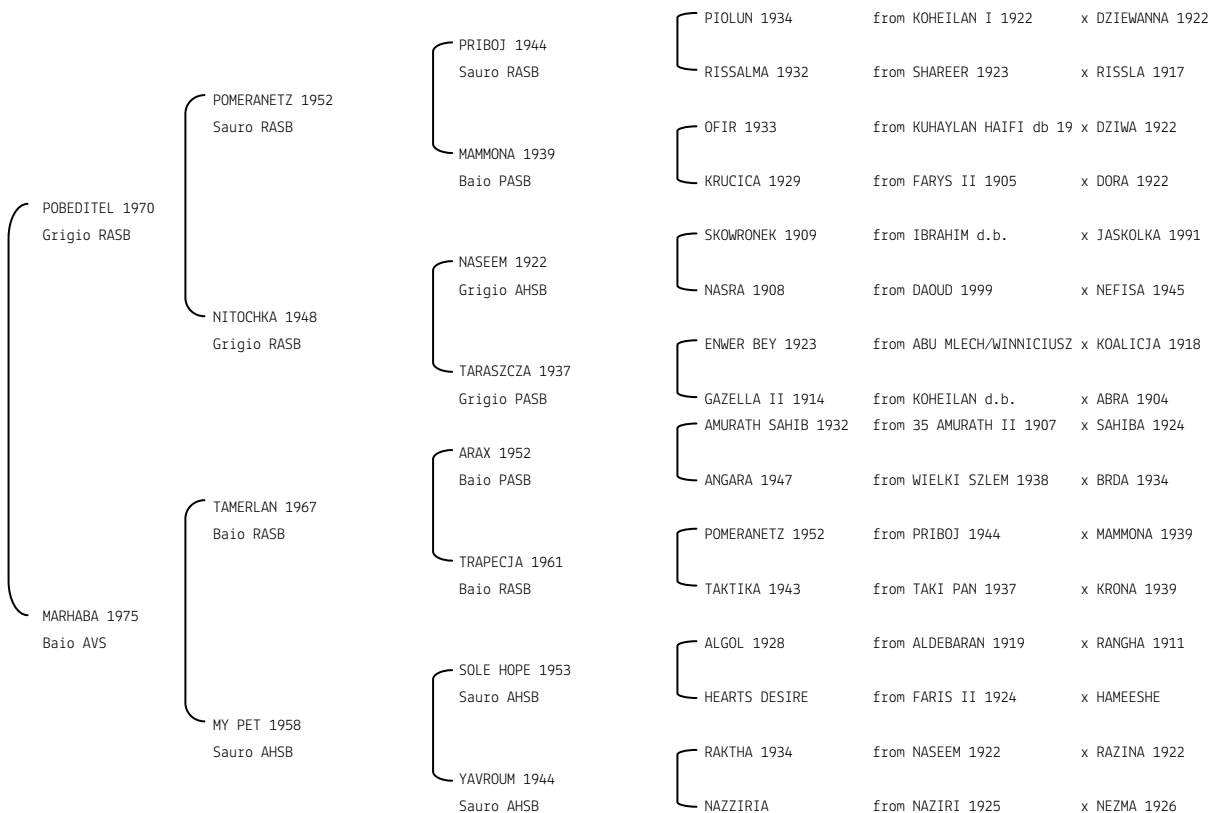 PIOLUN 1934 from KOHEILAN I 1922 x DZIEWANNA 1922
PRIBOJ 1944
Sauro RASB
RISSALMA 1932 from SHAREER 1923 x RISSLA 1917
POMERANETZ 1952
Sauro RASB
OFIR 1933 from KUHAYLAN HAIFI db 19 x DZIWA 1922
MAMMONA 1939
Baio PASB
KRUCICA 1929 from FARYS II 1905 x DORA 1922
POBEDITEL 1970
Grigio RASB
SKOWRONEK 1909 from IBRAHIM d.b. x JASKOLKA 1991
NASEEM 1922
Grigio AHSB
NASRA 1908 from DAOUD 1999 x NEFISA 1945
NITOCHKA 1948
Grigio RASB
ENWER BEY 1923 from ABU MLECH/WINNICIUSZ x KOALICJA 1918
TARASZCZA 1937
Grigio PASB
GAZELLA II 1914 from KOHEILAN d.b. x ABRA 1904
AMURATH SAHIB 1932 from 35 AMURATH II 1907 x SAHIBA 1924
ARAX 1952
Baio PASB
ANGARA 1947 from WIELKI SZLEM 1938 x BRDA 1934
TAMERLAN 1967
Baio RASB
POMERANETZ 1952 from PRIBOJ 1944 x MAMMONA 1939
TRAPECJA 1961
Baio RASB
TAKTIKA 1943 from TAKI PAN 1937 x KRONA 1939
MARHABA 1975
Baio AVS
ALGOL 1928 from ALDEBARAN 1919 x RANGHA 1911
SOLE HOPE 1953
Sauro AHSB
HEARTS DESIRE from FARIS II 1924 x HAMEESHE
MY PET 1958
Sauro AHSB
RAKTHA 1934 from NASEEM 1922 x RAZINA 1922
YAVROUM 1944
Sauro AHSB
NAZZIRIA from NAZIRI 1925 x NEZMA 1926